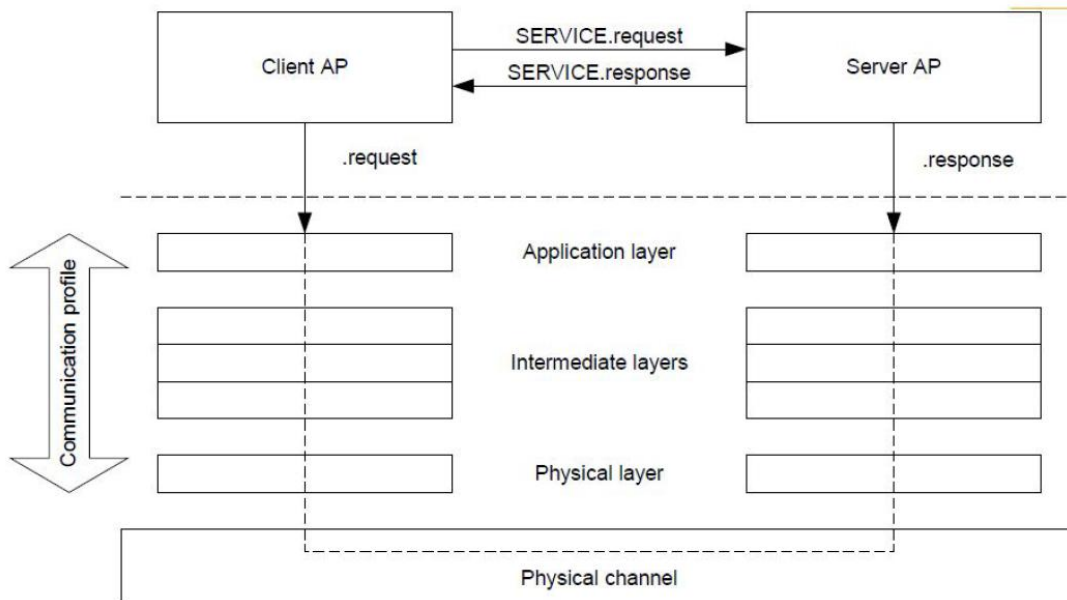 SERVICE.request
Client AP
Server AP
SERVICE.response
.request
.response
Communication profile
Application layer
Intermediate layers
Physical layer
Physical channel